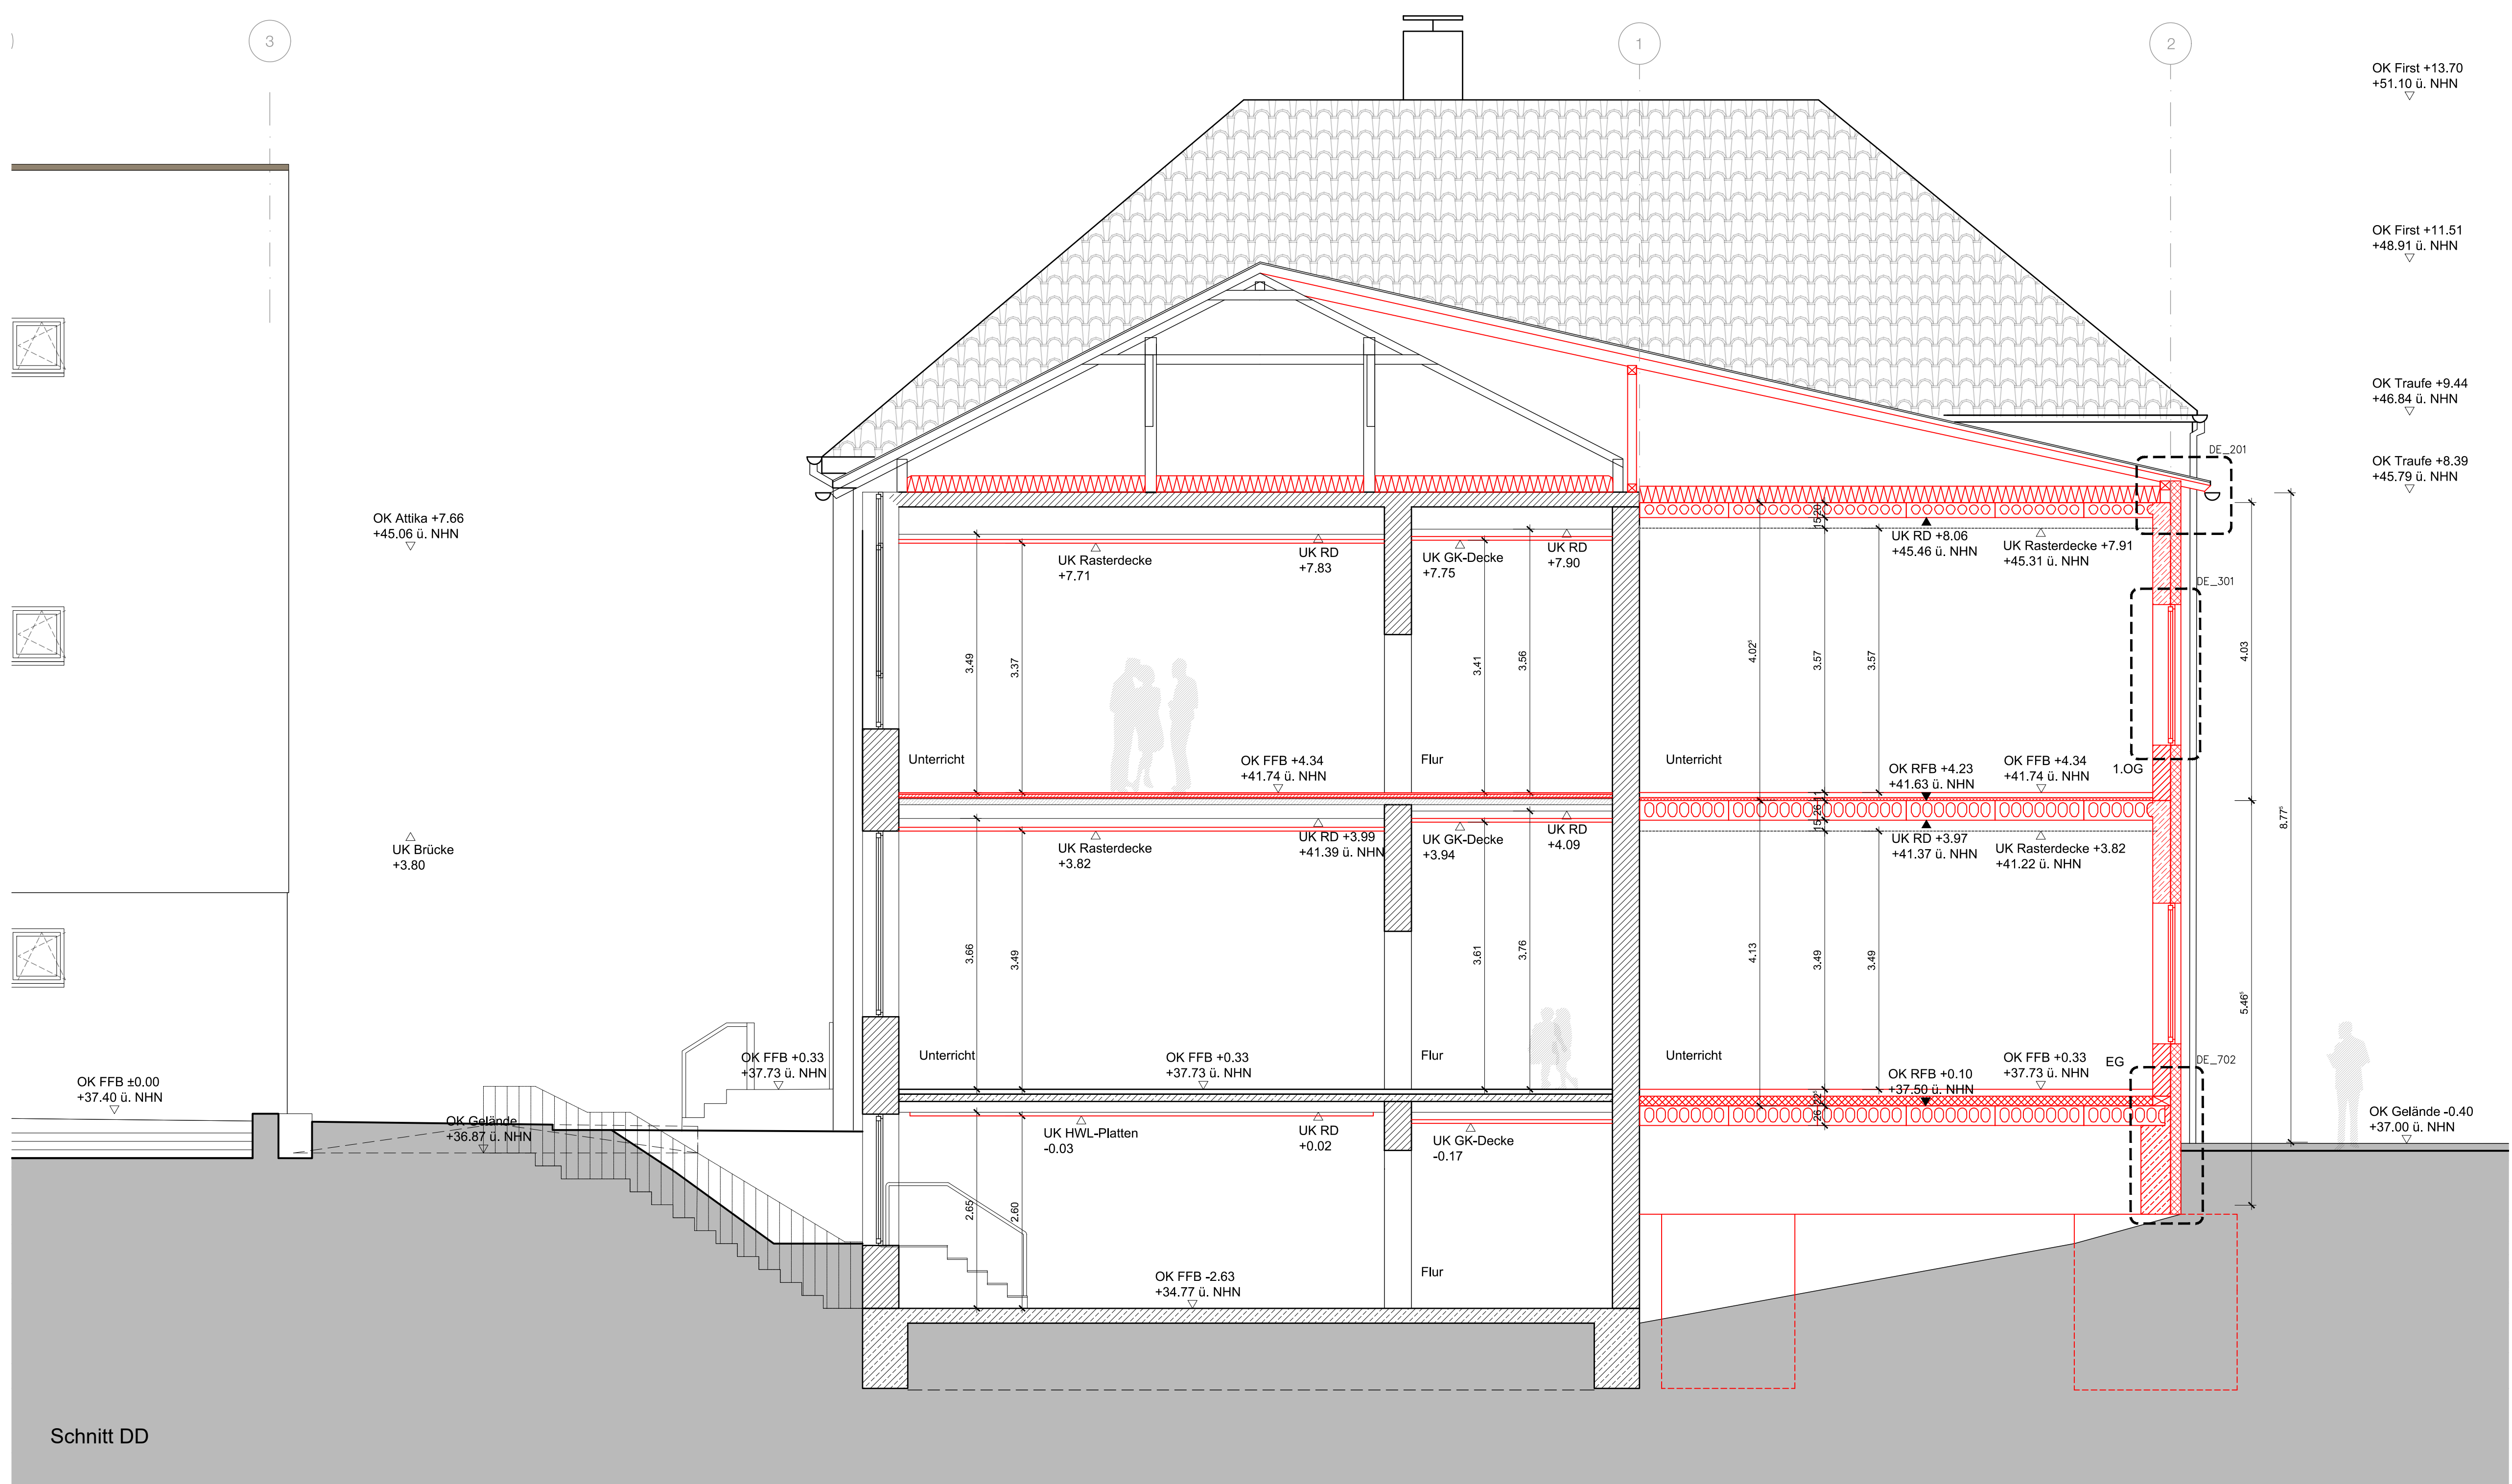 3
1
2
OK First +13.70
+51.10 ü. NHN
OK First +11.51
+48.91 ü. NHN
OK Traufe +9.44
+46.84 ü. NHN
DE_201
OK Traufe +8.39
+45.79 ü. NHN
OK Attika +7.66
+45.06 ü. NHN
UK Rasterdecke
+7.71
UK RD
+7.83
UK GK-Decke
+7.75
UK RD
+7.90
15
20
UK RD +8.06
+45.46 ü. NHN
UK Rasterdecke +7.91
+45.31 ü. NHN
DE_301
3.49
3.37
3.41
3.56
4.02⁵
3.57
3.57
4.03
Unterricht
OK FFB +4.34
+41.74 ü. NHN
Flur
Unterricht
OK RFB +4.23
+41.63 ü. NHN
OK FFB +4.34
+41.74 ü. NHN
1.OG
15
26
11
8.77⁵
UK Brücke
+3.80
UK Rasterdecke
+3.82
UK RD +3.99
+41.39 ü. NHN
UK GK-Decke
+3.94
UK RD
+4.09
UK RD +3.97
+41.37 ü. NHN
UK Rasterdecke +3.82
+41.22 ü. NHN
3.66
3.49
3.61
3.76
4.13
3.49
3.49
5.46⁵
OK FFB ±0.00
+37.40 ü. NHN
OK FFB +0.33
+37.73 ü. NHN
Unterricht
OK FFB +0.33
+37.73 ü. NHN
Flur
Unterricht
OK RFB +0.10
+37.50 ü. NHN
OK FFB +0.33
+37.73 ü. NHN
EG
DE_702
26
22⁵
OK Gelände
+36.87 ü. NHN
UK HWL-Platten
-0.03
UK RD
+0.02
UK GK-Decke
-0.17
OK Gelände -0.40
+37.00 ü. NHN
2.65
2.60
OK FFB -2.63
+34.77 ü. NHN
Flur
Schnitt DD